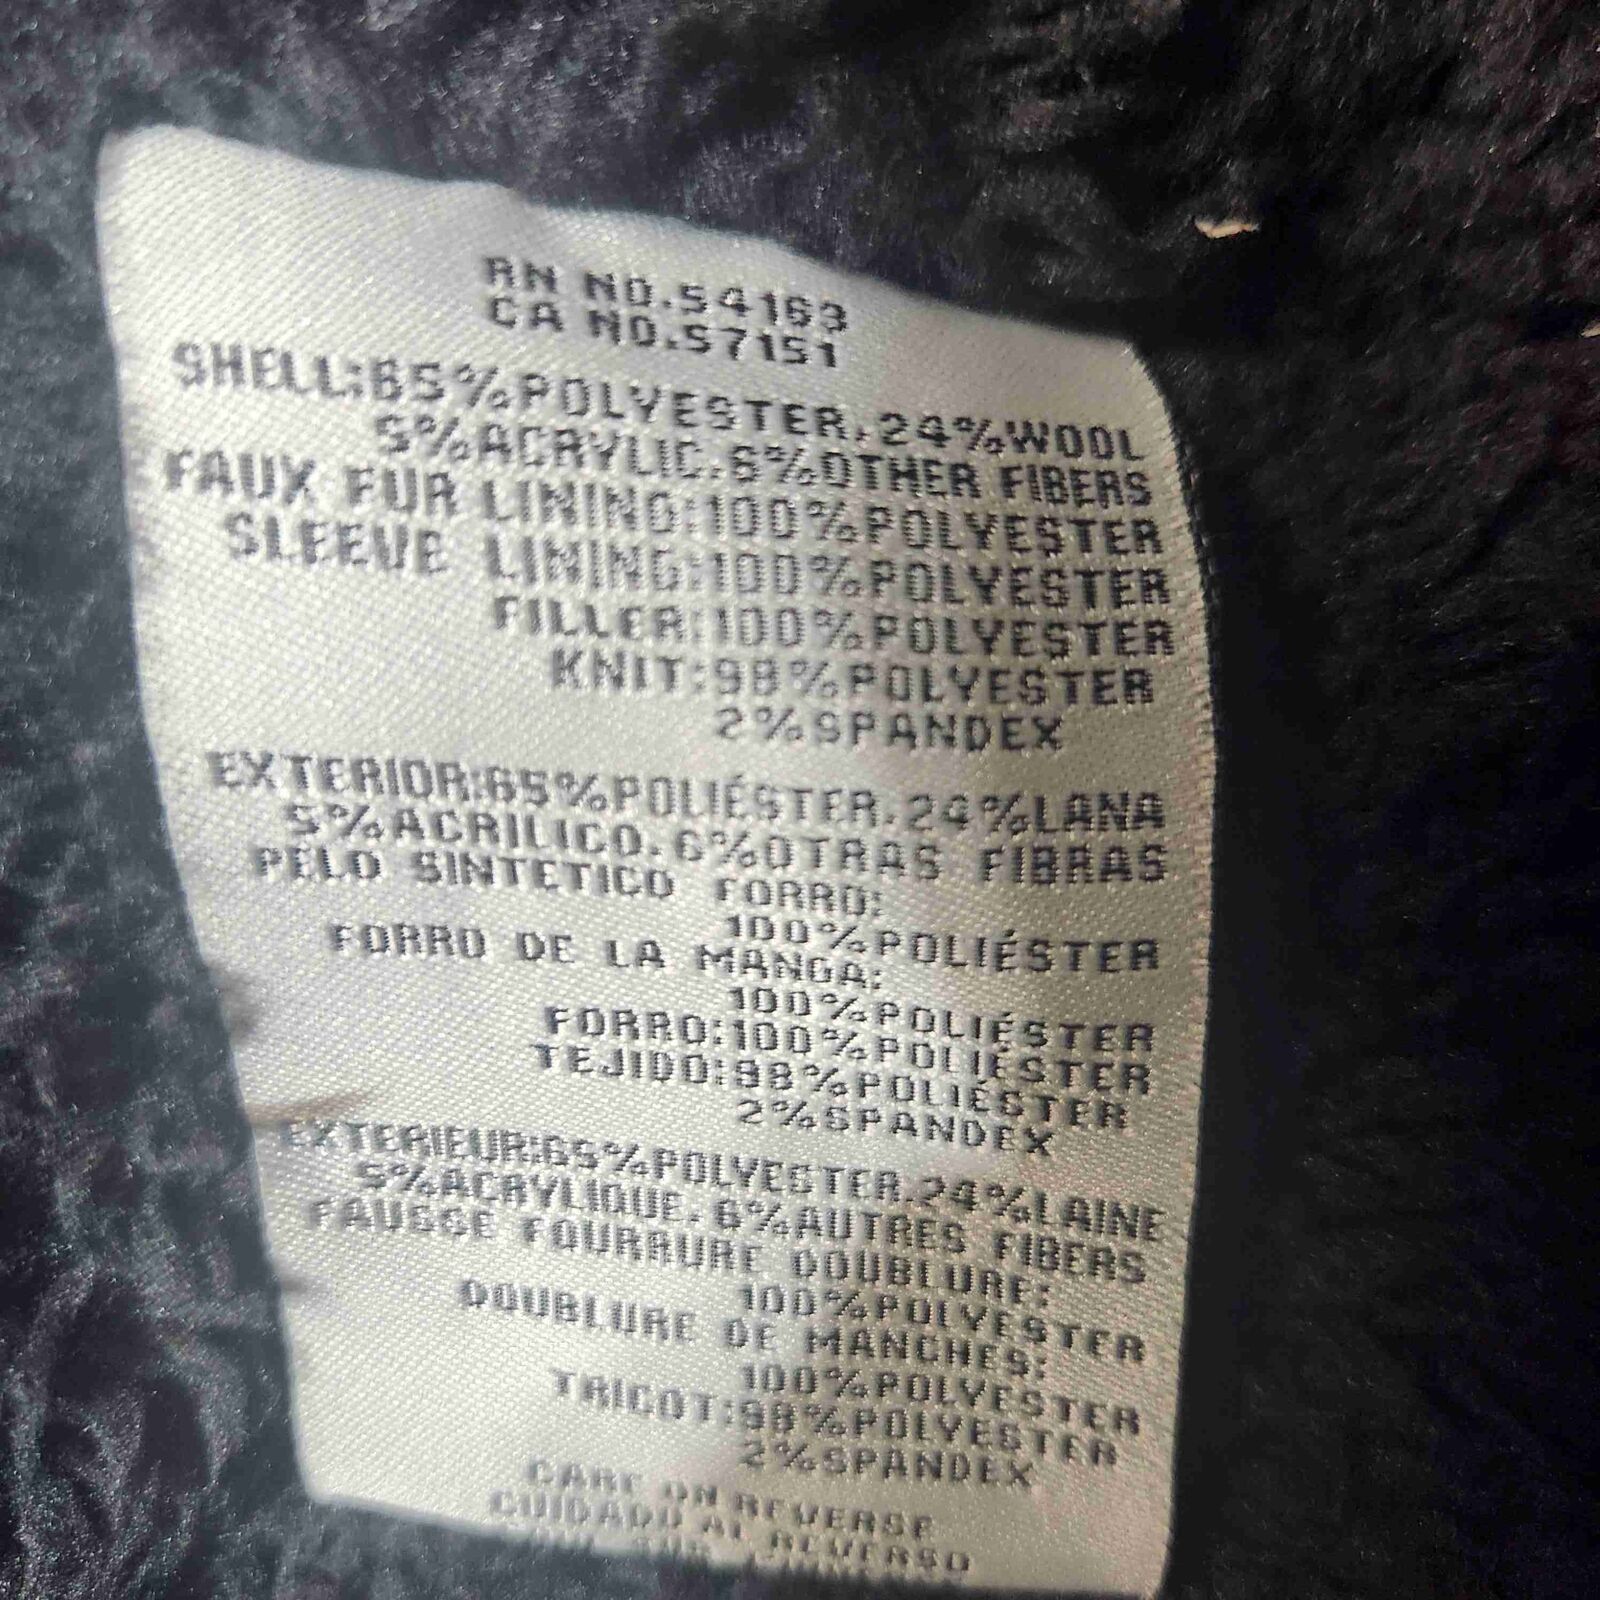 RN NO.54163
CA NO.57151
SHELL:65%POLYESTER,24%WOOL
5%ACRYLIC,6%OTHER FIBERS
FAUX FUR LINING:100%POLYESTER
SLEEVE LINING:100%POLYESTER
FILLER:100%POLYESTER
KNIT:98%POLYESTER
2%SPANDEX
EXTERIOR:65%POLIÉSTER,24%LANA
5%ACRILICO,6%OTRAS FIBRAS
PELO SINTETICO FORRO:
100%POLIÉSTER
FORRO DE LA MANGA:
100%POLIÉSTER
FORRO:100%POLIÉSTER
TEJIDO:98%POLIÉSTER
2%SPANDEX
EXTERIEUR:65%POLYESTER,24%LAINE
5%ACRYLIQUE,6%AUTRES FIBERS
FAUSSE FOURRURE DOUBLURE:
100%POLYESTER
DOUBLURE DE MANCHES:
100%POLYESTER
TRICOT:98%POLYESTER
2%SPANDEX
CARE ON REVERSE
CUIDADO AL REVERSO